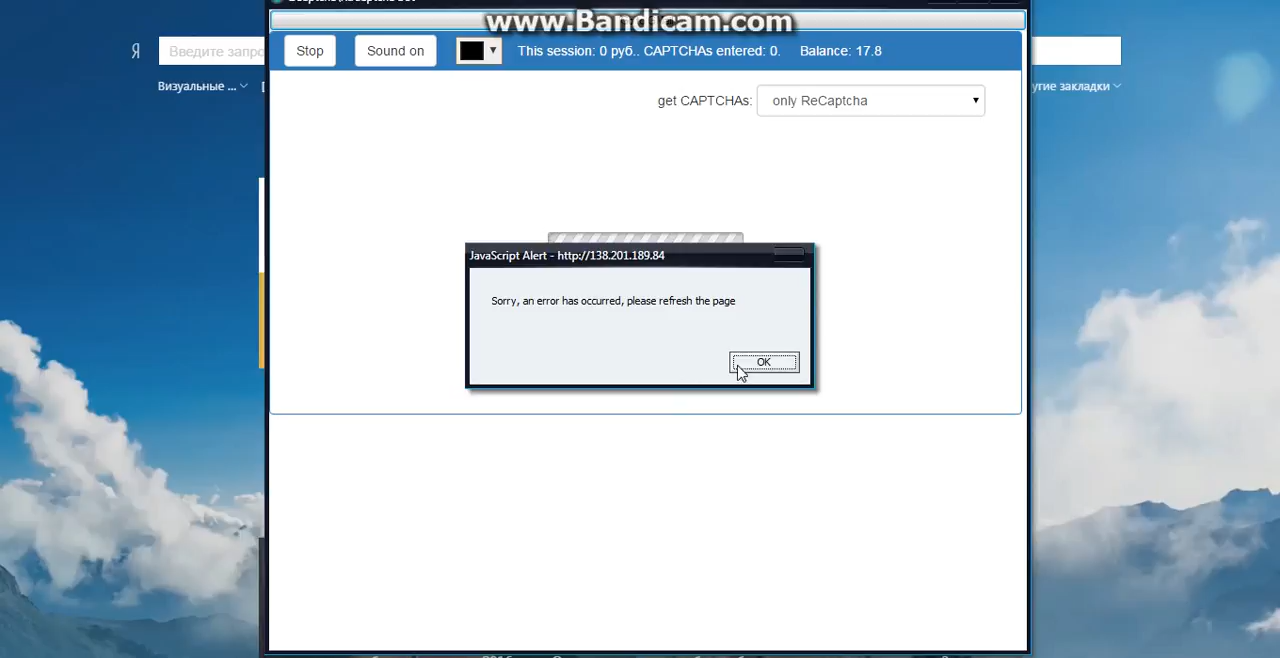 www.Bandicam.com
Я Введите запро
Stop Sound on This session: 0 руб.. CAPTCHAs entered: 0. Balance: 17.8
Визуальные ...
угие закладки
get CAPTCHAs: only ReCaptcha
JavaScript Alert - http://138.201.189.84
Sorry, an error has occurred, please refresh the page
OK